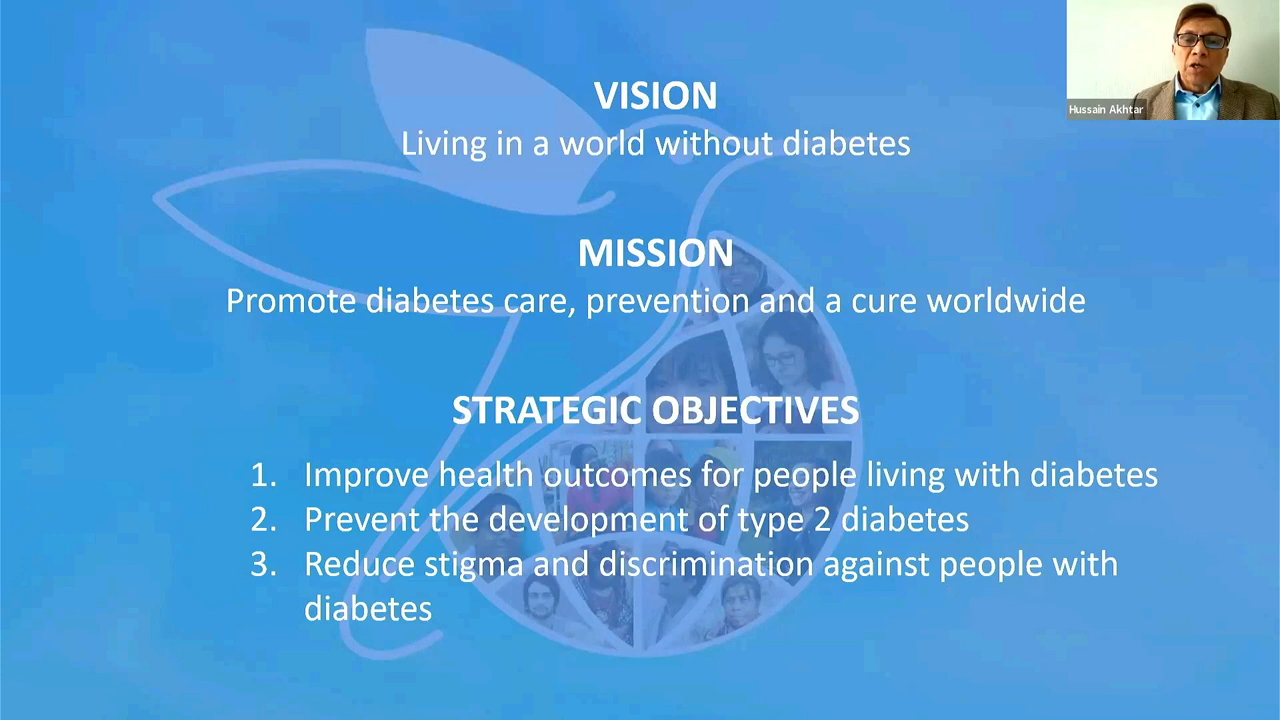 VISION
Living in a world without diabetes
MISSION
Promote diabetes care, prevention and a cure worldwide
STRATEGIC OBJECTIVES
1. Improve health outcomes for people living with diabetes
2. Prevent the development of type 2 diabetes
3. Reduce stigma and discrimination against people with
diabetes
Hussain Akhtar